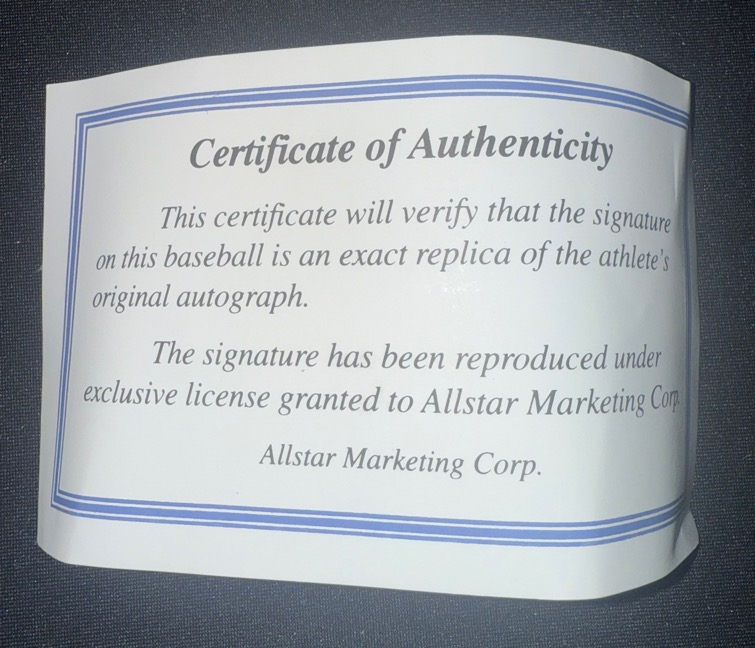 Certificate of Authenticity
This certificate will verify that the signature
on this baseball is an exact replica of the athlete's
original autograph.
The signature has been reproduced under
exclusive license granted to Allstar Marketing Corp.
Allstar Marketing Corp.